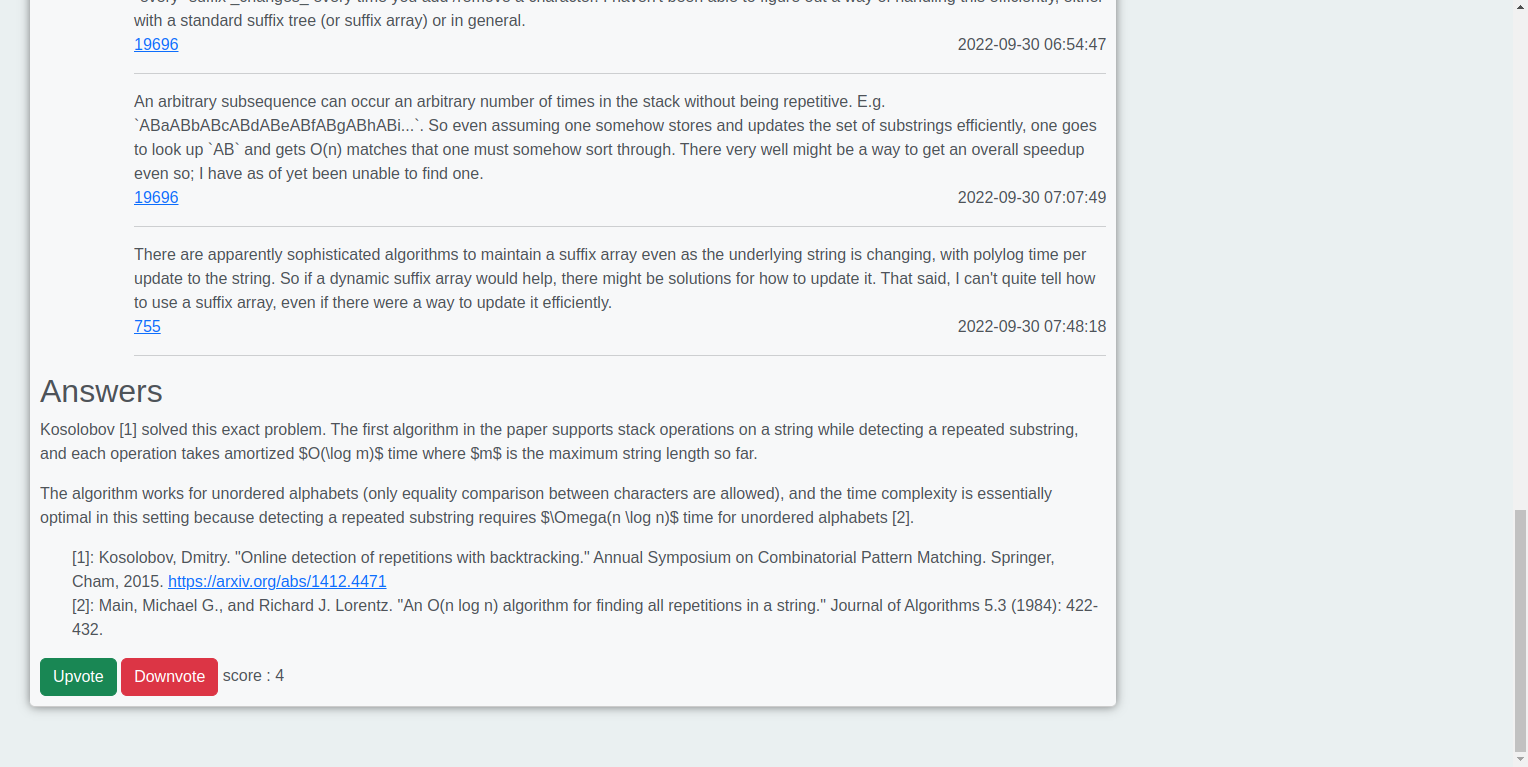 with a standard suffix tree (or suffix array) or in general.
19696 2022-09-30 06:54:47
An arbitrary subsequence can occur an arbitrary number of times in the stack without being repetitive. E.g.
`ABaABbABcABdABeABfABgABhABi...`. So even assuming one somehow stores and updates the set of substrings efficiently, one goes
to look up `AB` and gets O(n) matches that one must somehow sort through. There very well might be a way to get an overall speedup
even so; I have as of yet been unable to find one.
19696 2022-09-30 07:07:49
There are apparently sophisticated algorithms to maintain a suffix array even as the underlying string is changing, with polylog time per
update to the string. So if a dynamic suffix array would help, there might be solutions for how to update it. That said, I can't quite tell how
to use a suffix array, even if there were a way to update it efficiently.
755 2022-09-30 07:48:18
Answers
Kosolobov [1] solved this exact problem. The first algorithm in the paper supports stack operations on a string while detecting a repeated substring,
and each operation takes amortized $O(\log m)$ time where $m$ is the maximum string length so far.
The algorithm works for unordered alphabets (only equality comparison between characters are allowed), and the time complexity is essentially
optimal in this setting because detecting a repeated substring requires $\Omega(n \log n)$ time for unordered alphabets [2].
[1]: Kosolobov, Dmitry. "Online detection of repetitions with backtracking." Annual Symposium on Combinatorial Pattern Matching. Springer,
Cham, 2015. https://arxiv.org/abs/1412.4471
[2]: Main, Michael G., and Richard J. Lorentz. "An O(n log n) algorithm for finding all repetitions in a string." Journal of Algorithms 5.3 (1984): 422-
432.
Upvote Downvote score : 4